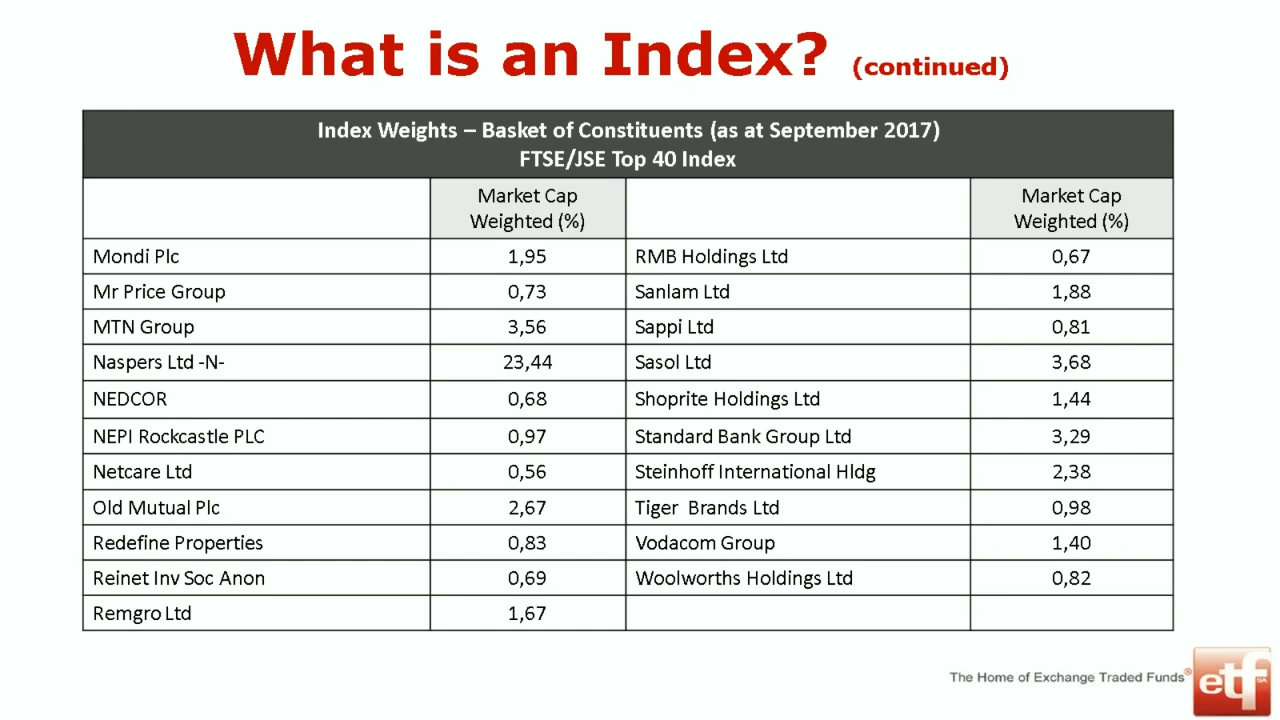 What is an Index? (continued)
Index Weights – Basket of Constituents (as at September 2017)
FTSE/JSE Top 40 Index
Market Cap Weighted (%) Market Cap Weighted (%)
Mondi Plc 1,95 RMB Holdings Ltd 0,67
Mr Price Group 0,73 Sanlam Ltd 1,88
MTN Group 3,56 Sappi Ltd 0,81
Naspers Ltd -N- 23,44 Sasol Ltd 3,68
NEDCOR 0,68 Shoprite Holdings Ltd 1,44
NEPI Rockcastle PLC 0,97 Standard Bank Group Ltd 3,29
Netcare Ltd 0,56 Steinhoff International Hldg 2,38
Old Mutual Plc 2,67 Tiger Brands Ltd 0,98
Redefine Properties 0,83 Vodacom Group 1,40
Reinet Inv Soc Anon 0,69 Woolworths Holdings Ltd 0,82
Remgro Ltd 1,67
The Home of Exchange Traded Funds®
etf SA